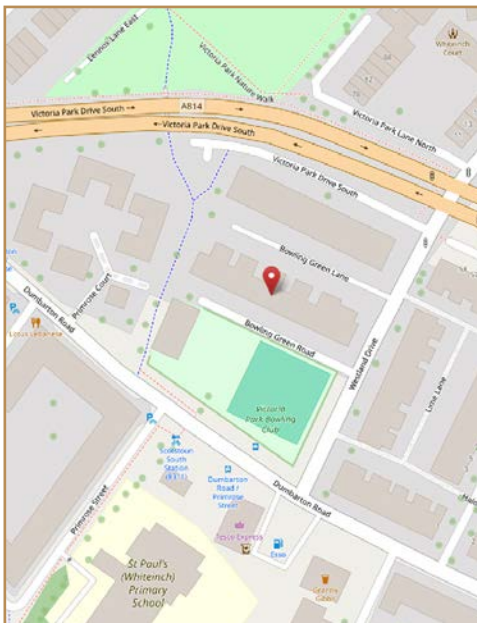 Lennox Lane East
Victoria Park Nature Walk
Whiteinch
Court
Victoria Park Drive South
A814
Victoria Park Drive South
Victoria Park Lane North
Victoria Park Drive South
Bowling Green Lane
Primrose Court
Bowling Green Road
Westland Drive
Lime Lane
Dumbarton Road
Lotus Lebanese
Victoria
Park Bowling
Club
Scotstoun
South
Station
Dumbarton
Road /
Primrose
Street
Dumbarton Road
Primrose Street
Tesco Express
Esso
St Paul's
(Whiteinch)
Primary
School